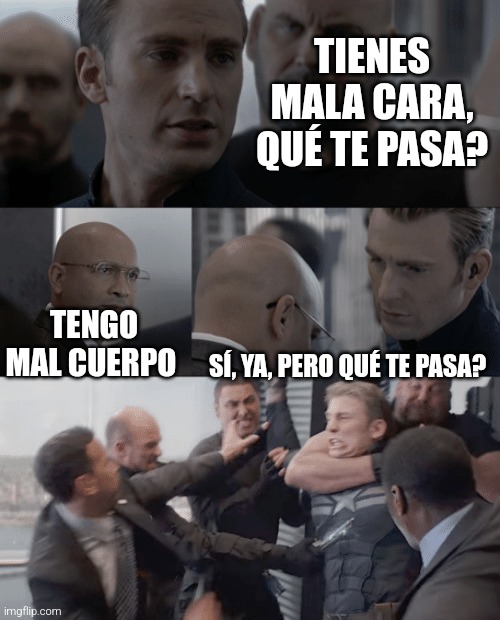 TIENES
MALA CARA,
QUÉ TE PASA?
TENGO
MAL CUERPO
SÍ, YA, PERO QUÉ TE PASA?
imgflip.com